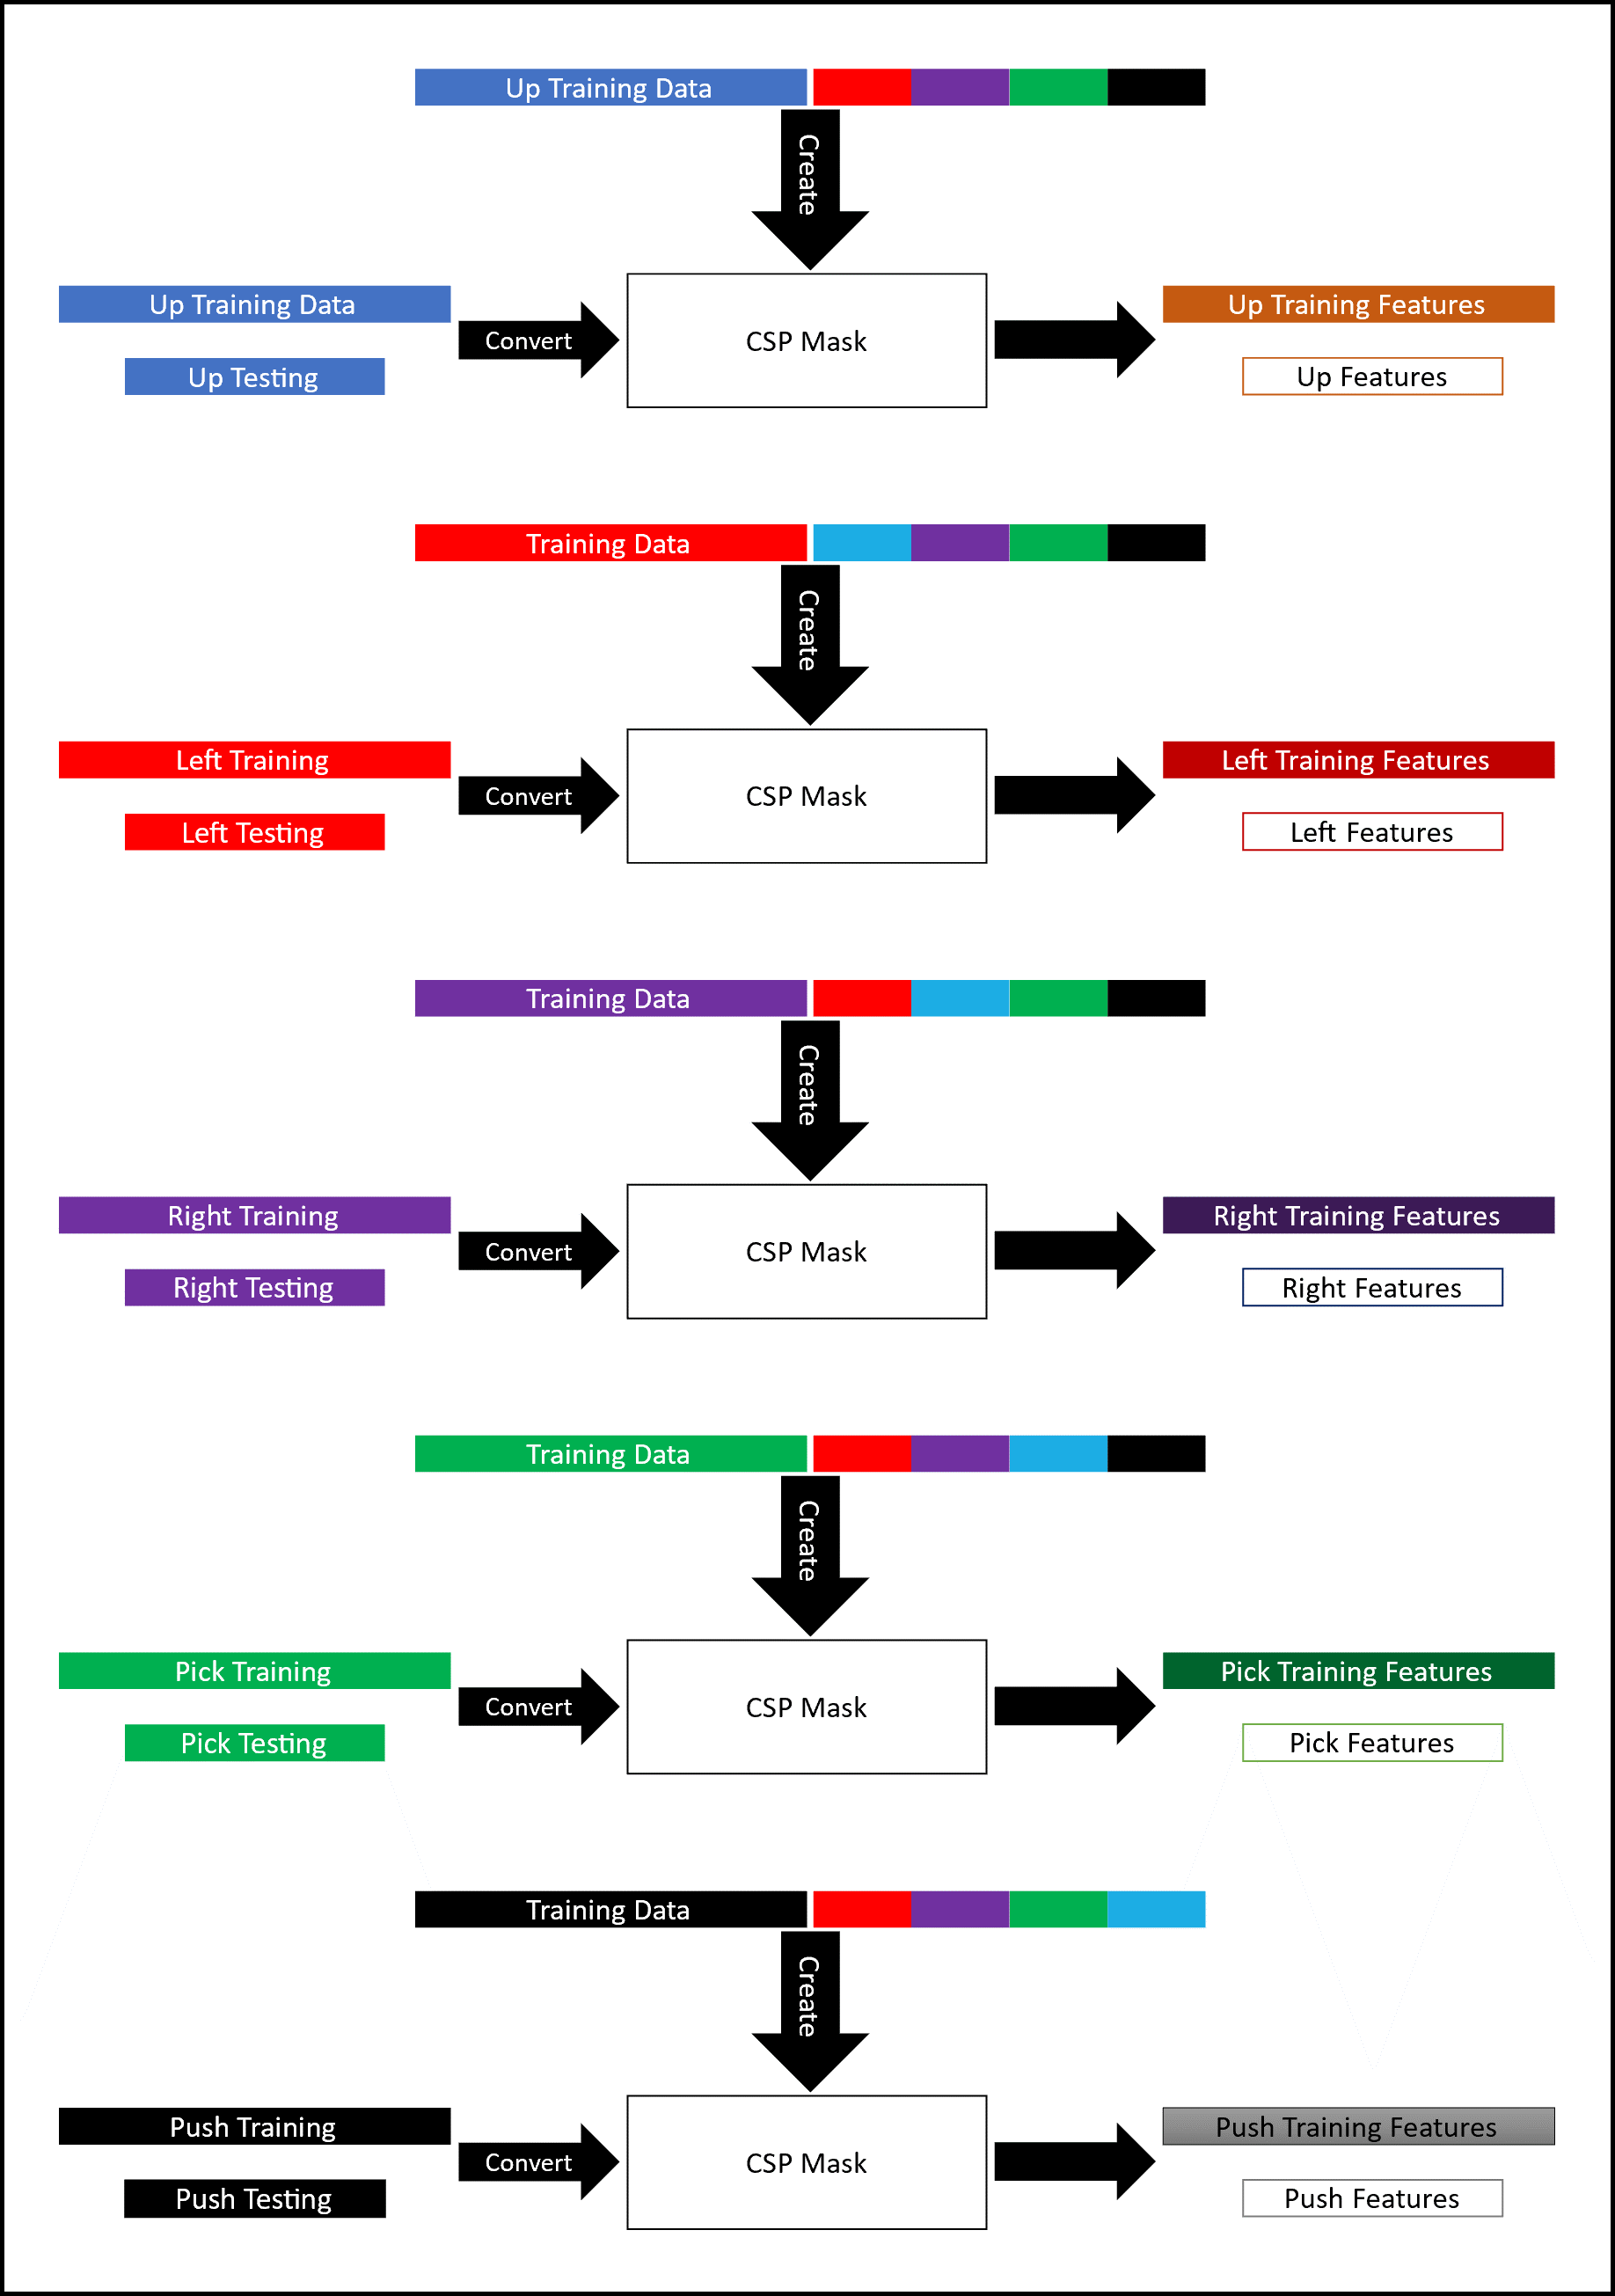 Up Training Data
Create
Up Training Data
Convert
CSP Mask
Up Training Features
Up Testing
Up Features
Training Data
Create
Left Training
Convert
CSP Mask
Left Training Features
Left Testing
Left Features
Training Data
Create
Right Training
Convert
CSP Mask
Right Training Features
Right Testing
Right Features
Training Data
Create
Pick Training
Convert
CSP Mask
Pick Training Features
Pick Testing
Pick Features
Training Data
Create
Push Training
Convert
CSP Mask
Push Training Features
Push Testing
Push Features